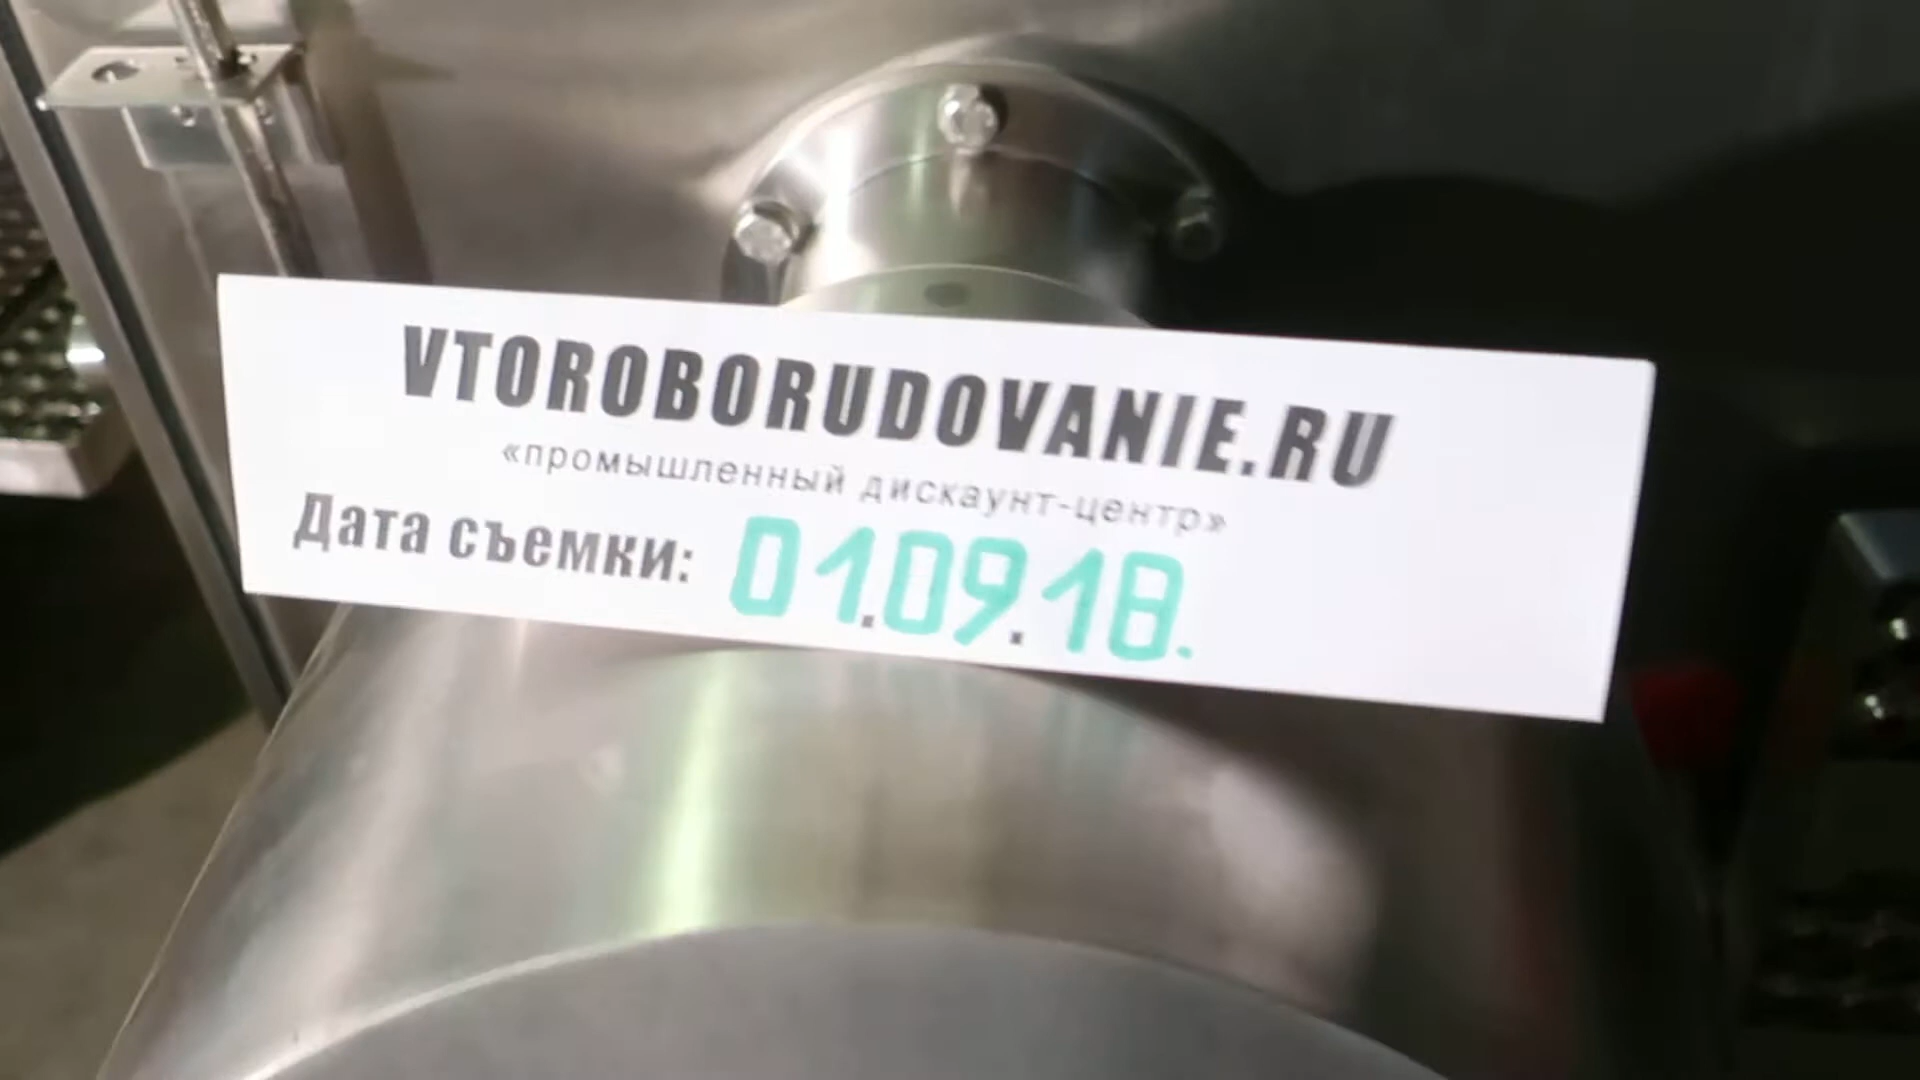 VTOROBORUDOVANIE.RU
«промышленный дискаунт-центр»
Дата съемки: 01.09.18.